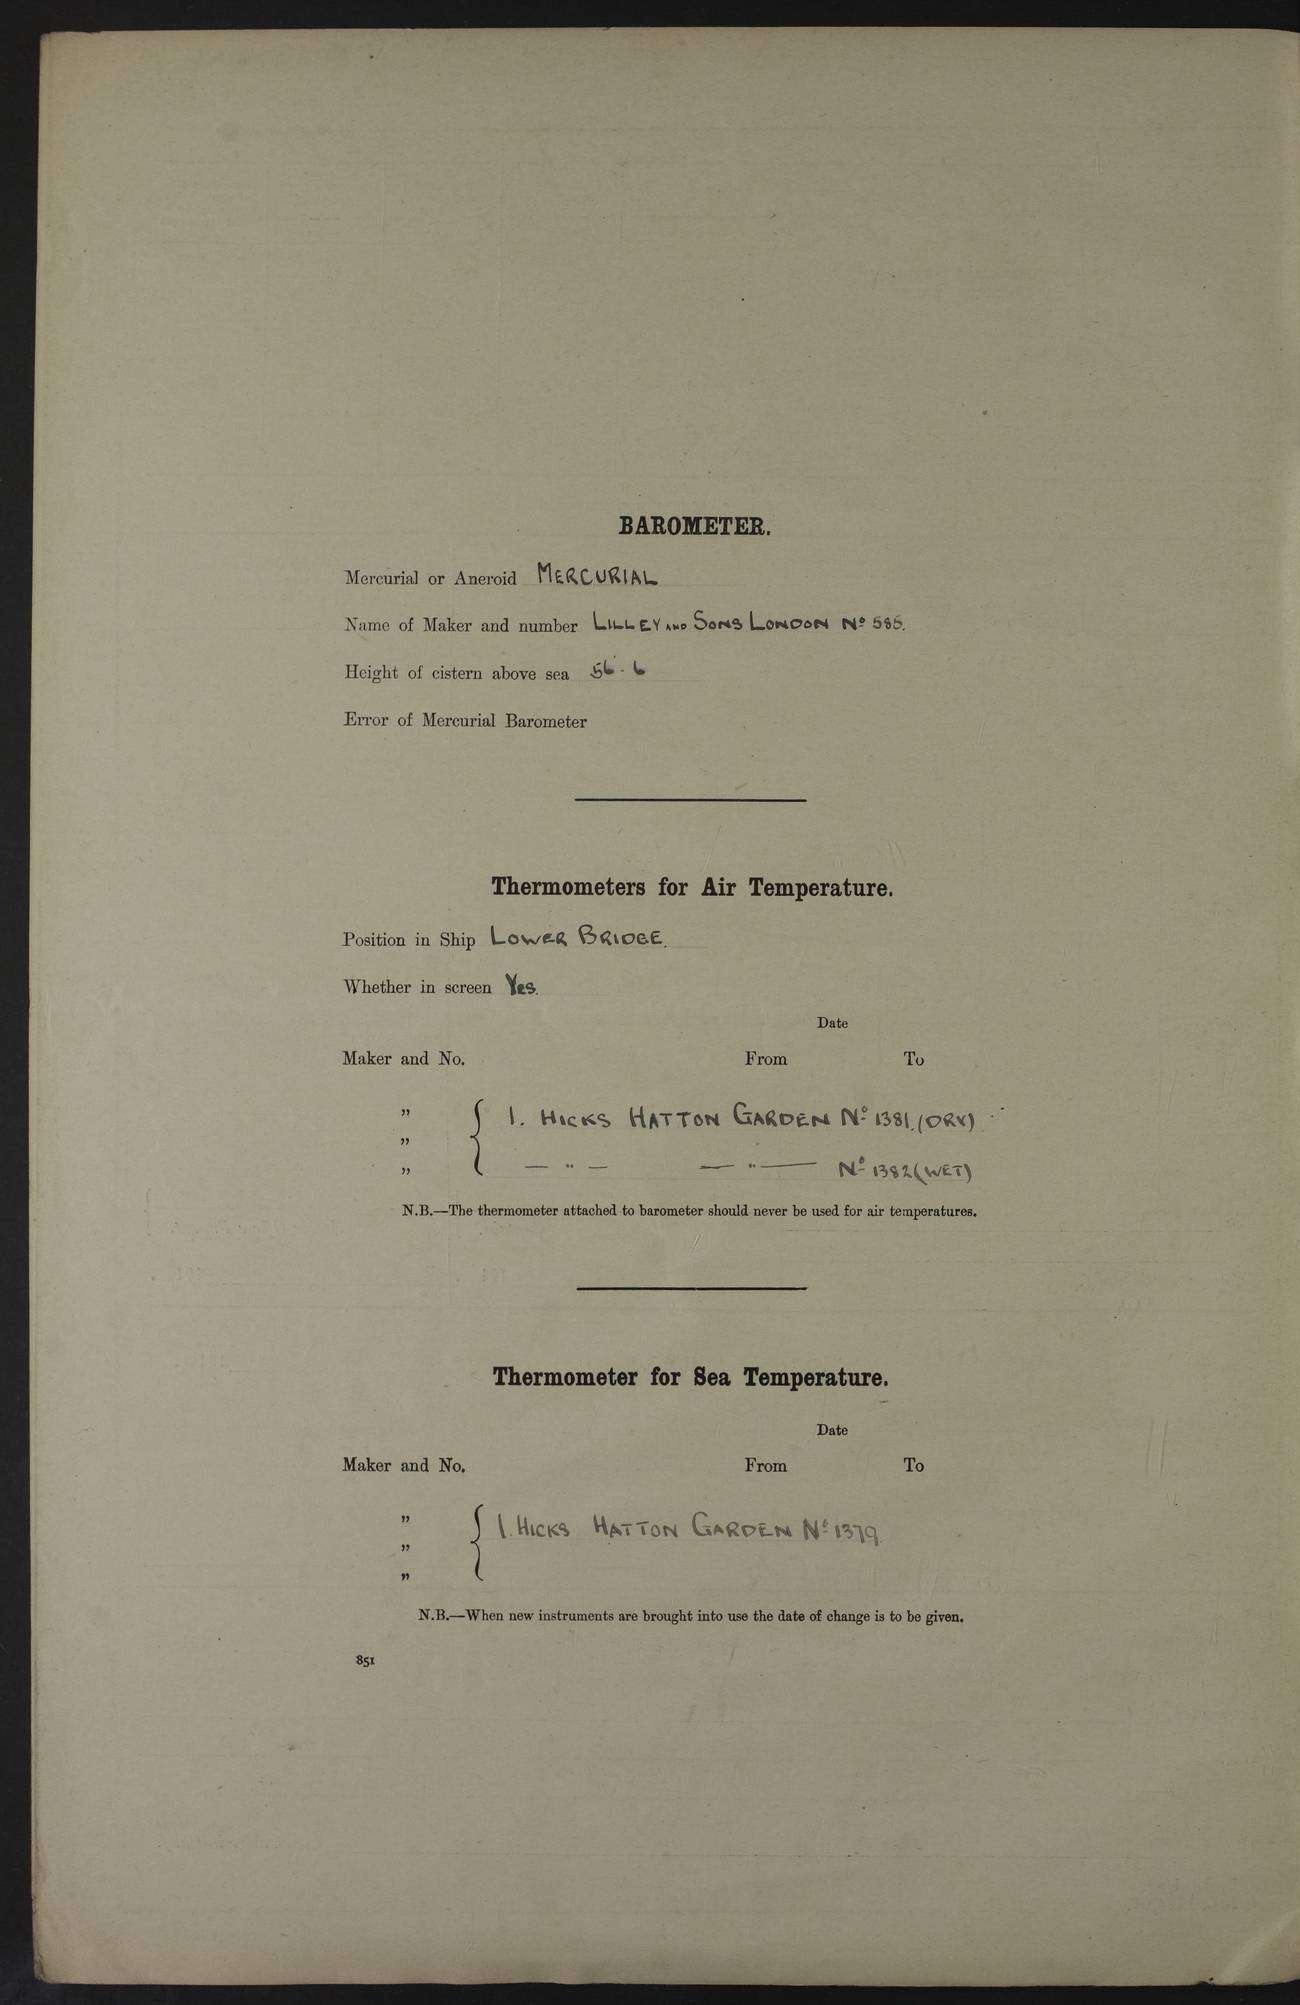 BAROMETER.
Mercurial or Aneroid MERCURIAL
Name of Maker and number LILLEY AND SONS LONDON Nº 585.
Height of cistern above sea 56 · 6
Error of Mercurial Barometer
Thermometers for Air Temperature.
Position in Ship LOWER BRIDGE.
Whether in screen Yes.
Date
Maker and No. From To
” { I. HICKS HATTON GARDEN Nº 1381. (DRY)
”
” — " — — " — Nº 1382 (WET)
N.B.—The thermometer attached to barometer should never be used for air temperatures.
Thermometer for Sea Temperature.
Date
Maker and No. From To
” { I. HICKS HATTON GARDEN Nº 1379.
”
”
N.B.—When new instruments are brought into use the date of change is to be given.
851